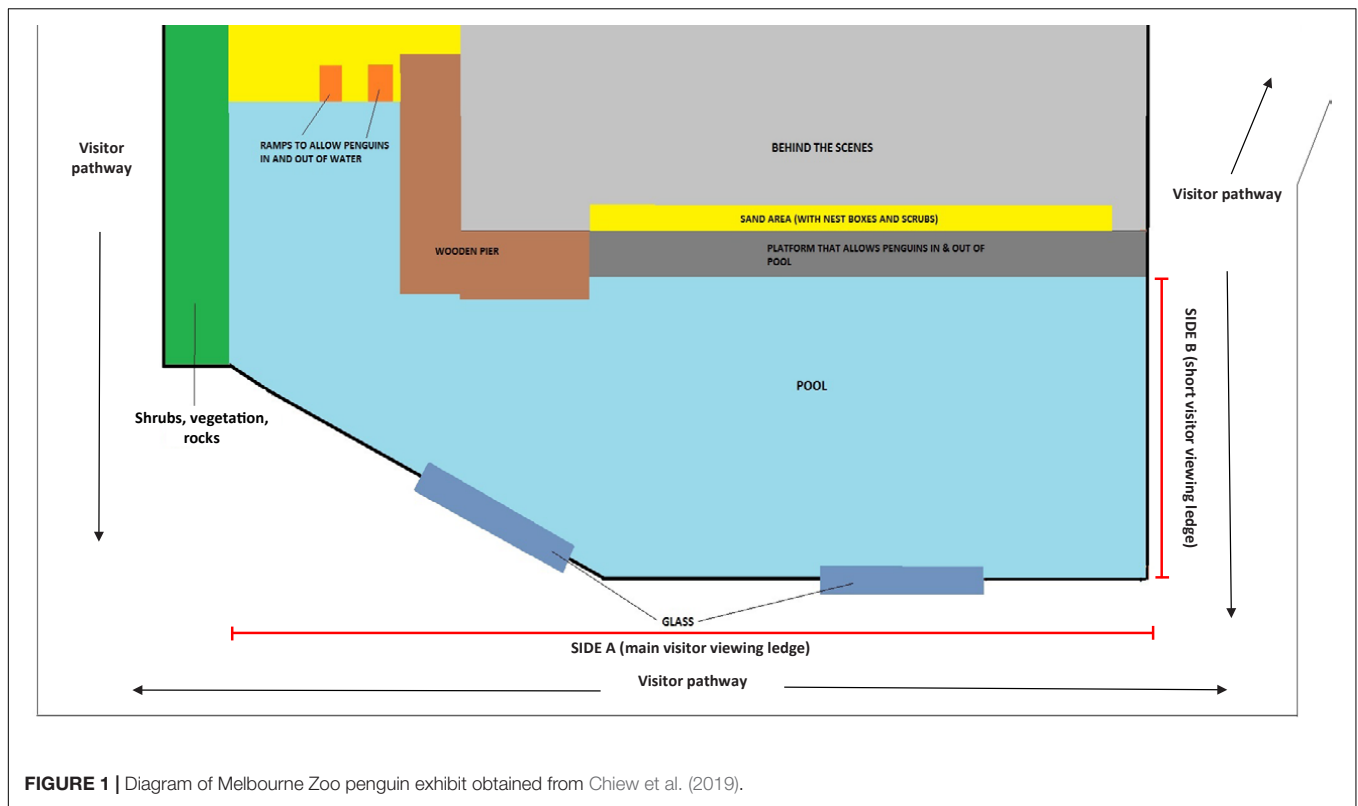 RAMPS TO ALLOW PENGUINS
IN AND OUT OF WATER
BEHIND THE SCENES
Visitor
pathway
Visitor pathway
SAND AREA (WITH NEST BOXES AND SCRUBS)
WOODEN PIER
PLATFORM THAT ALLOWS PENGUINS IN & OUT OF
POOL
SIDE B (short visitor
viewing ledge)
POOL
Shrubs, vegetation,
rocks
GLASS
SIDE A (main visitor viewing ledge)
Visitor pathway
FIGURE 1 | Diagram of Melbourne Zoo penguin exhibit obtained from Chiew et al. (2019).